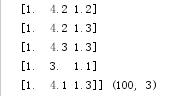 [1.  4.2 1.2]
[1.  4.2 1.3]
[1.  4.3 1.3]
[1.  3.  1.1]
[1.  4.1 1.3]] (100, 3)